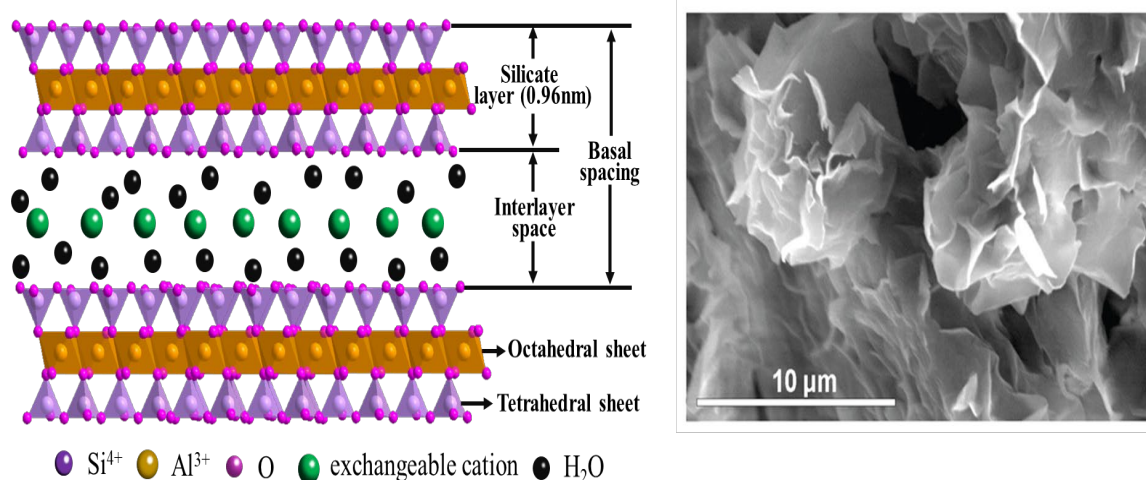 Silicate
layer (0.96nm)
Basal
spacing
Interlayer
space
Octahedral sheet
Tetrahedral sheet
Si⁴⁺ Al³⁺ O exchangeable cation H₂O
10 µm